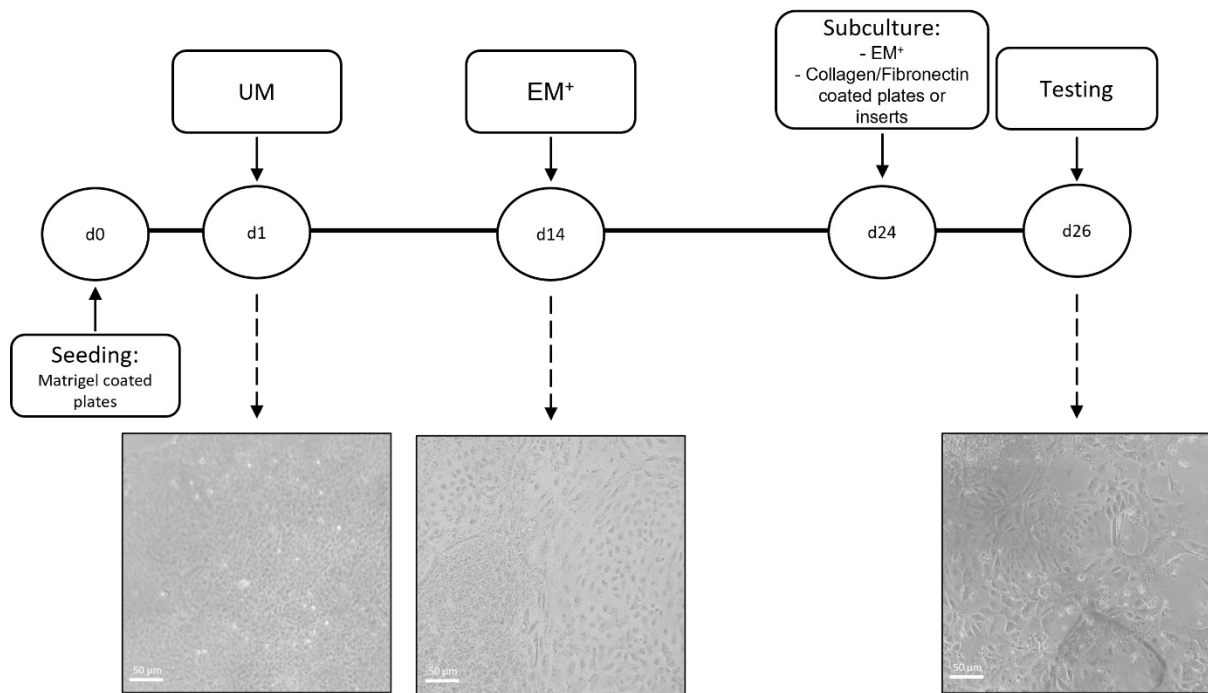 UM
EM⁺
Subculture:
- EM⁺
- Collagen/Fibronectin
coated plates or
inserts
Testing
d0
d1
d14
d24
d26
Seeding:
Matrigel coated
plates
50 µm
50 µm
50 µm